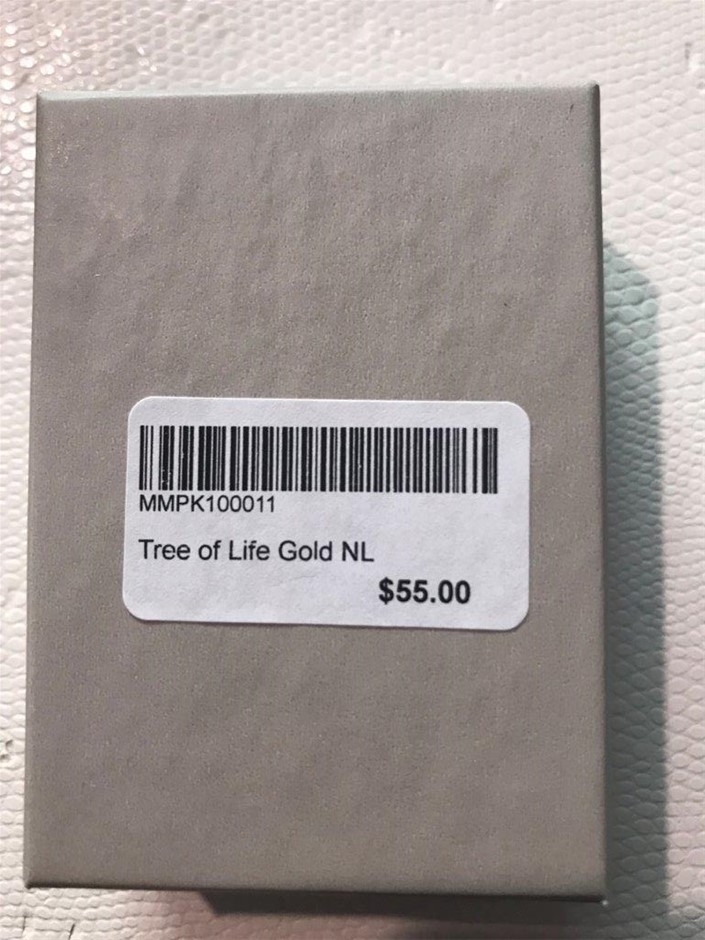 MMPK100011
Tree of Life Gold NL
$55.00